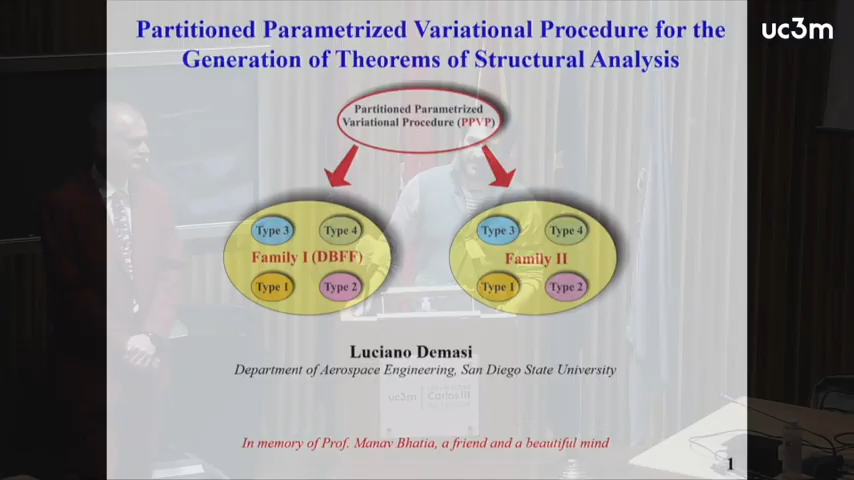 Partitioned Parametrized Variational Procedure for the
Generation of Theorems of Structural Analysis
uc3m
Partitioned Parametrized
Variational Procedure (PPVP)
Type 3
Type 4
Family I (DBFF)
Type 1
Type 2
Type 3
Type 4
Family II
Type 1
Type 2
Luciano Demasi
Department of Aerospace Engineering, San Diego State University
uc3m
Carlos III
In memory of Prof. Manav Bhatia, a friend and a beautiful mind
1